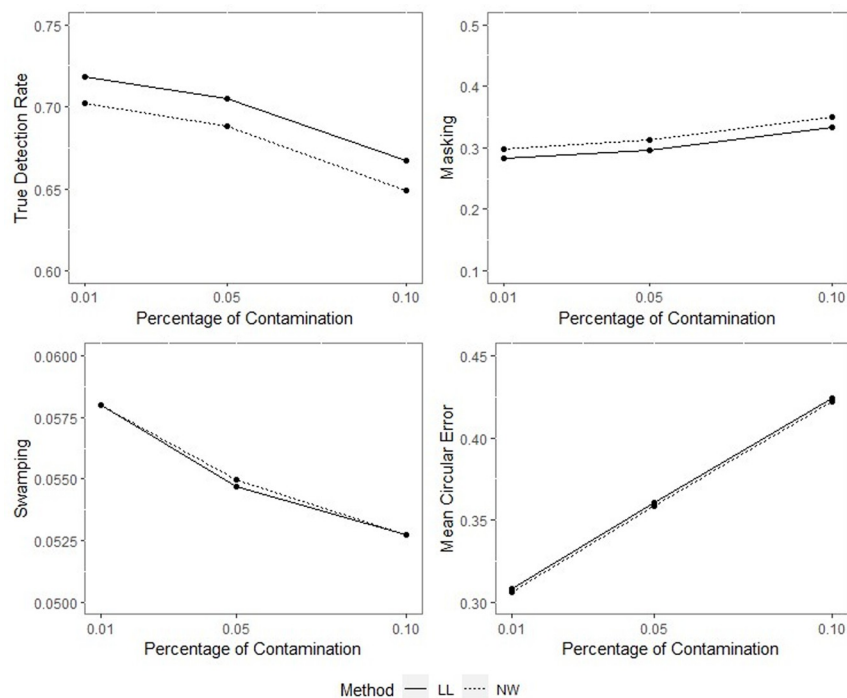 True Detection Rate
0.75
0.70
0.65
0.60
0.01 0.05 0.10
Percentage of Contamination
Masking
0.5
0.4
0.3
0.2
0.1
0.01 0.05 0.10
Percentage of Contamination
Swamping
0.0600
0.0575
0.0550
0.0525
0.0500
0.01 0.05 0.10
Percentage of Contamination
Mean Circular Error
0.45
0.40
0.35
0.30
0.01 0.05 0.10
Percentage of Contamination
Method LL NW